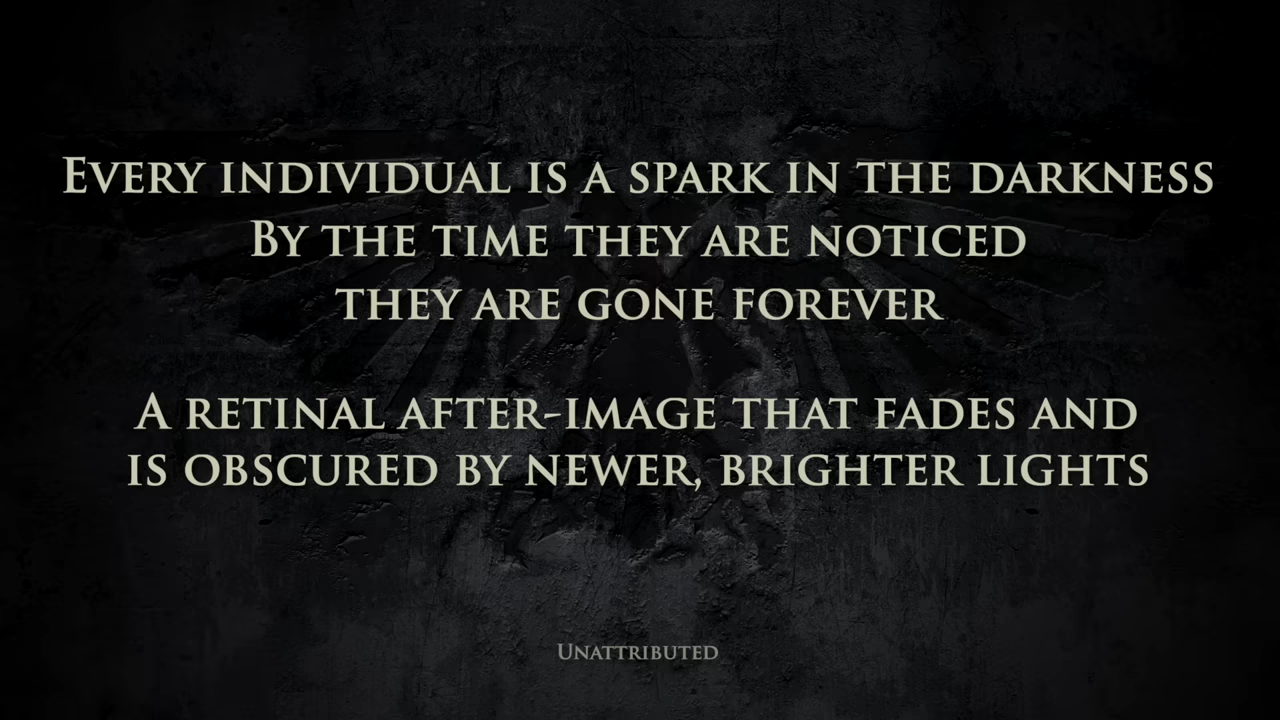 Every individual is a spark in the darkness
By the time they are noticed
they are gone forever
A retinal after-image that fades and
is obscured by newer, brighter lights
Unattributed